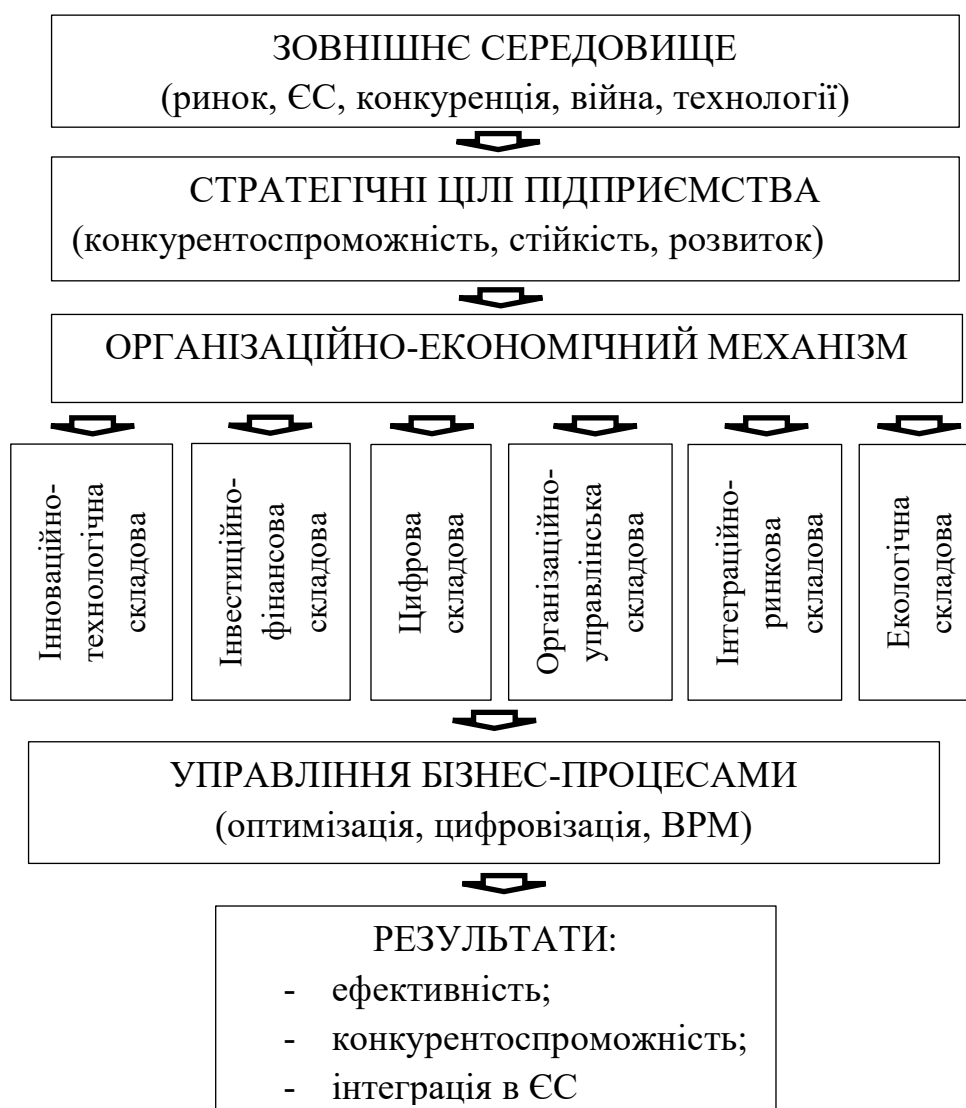 ЗОВНІШНЄ СЕРЕДОВИЩЕ
(ринок, ЄС, конкуренція, війна, технології)
СТРАТЕГІЧНІ ЦІЛІ ПІДПРИЄМСТВА
(конкурентоспроможність, стійкість, розвиток)
ОРГАНІЗАЦІЙНО-ЕКОНОМІЧНИЙ МЕХАНІЗМ
Інноваційно-
технологічна
складова
Інвестиційно-
фінансова
складова
Цифрова
складова
Організаційно-
управлінська
складова
Інтеграційно-
ринкова
складова
Екологічна
складова
УПРАВЛІННЯ БІЗНЕС-ПРОЦЕСАМИ
(оптимізація, цифровізація, BPM)
РЕЗУЛЬТАТИ:
- ефективність;
- конкурентоспроможність;
- інтеграція в ЄС